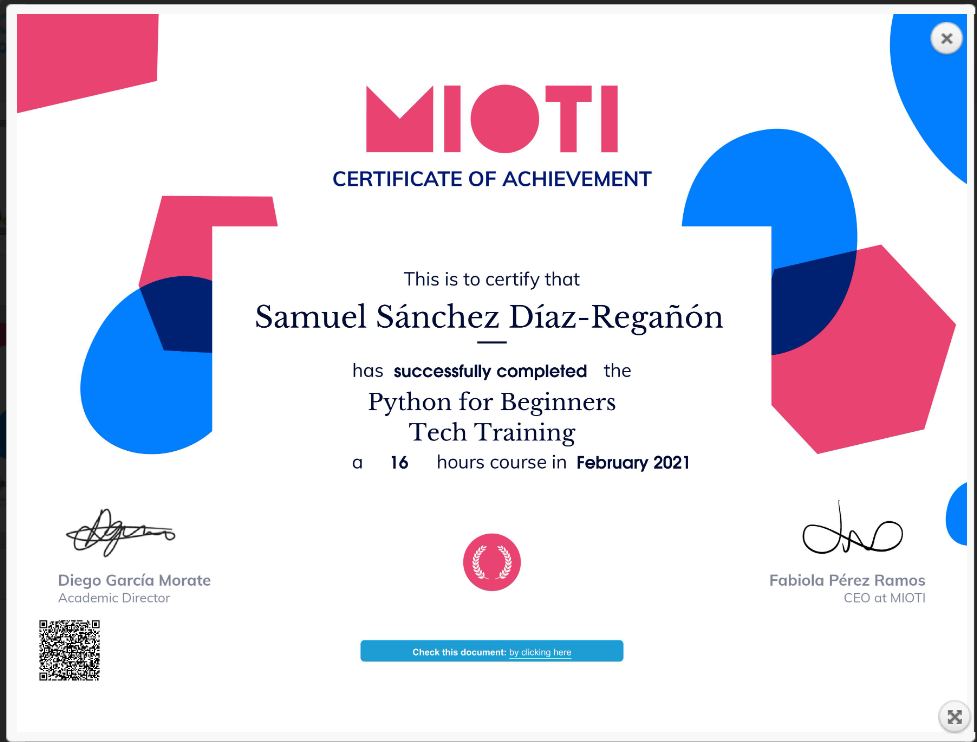 MIOTI
CERTIFICATE OF ACHIEVEMENT
This is to certify that
Samuel Sánchez Díaz-Regañón
has successfully completed the
Python for Beginners
Tech Training
a 16 hours course in February 2021
Diego García Morate
Academic Director
Fabiola Pérez Ramos
CEO at MIOTI
Check this document: by clicking here